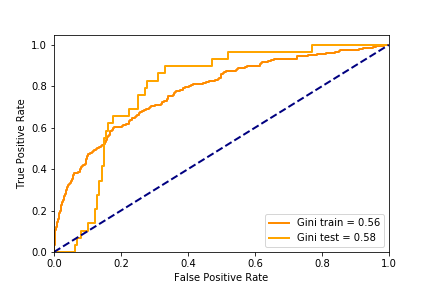 1.0
0.8
0.6
0.4
0.2
0.0
True Positive Rate
Gini train = 0.56
Gini test = 0.58
0.0 0.2 0.4 0.6 0.8 1.0
False Positive Rate